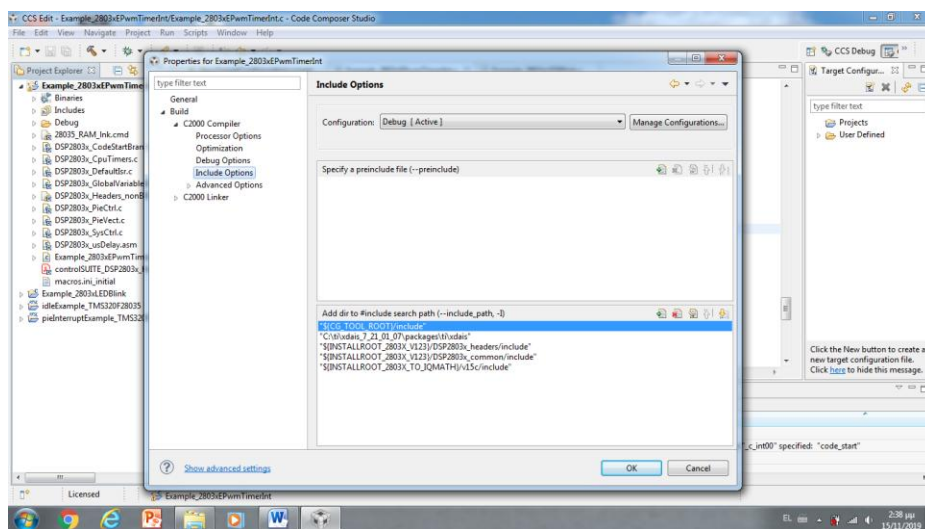 CCS Edit - Example_2803xEPwmTimerInt/Example_2803xEPwmTimerInt.c - Code Composer Studio
File Edit View Navigate Project Run Scripts Window Help
CCS Debug
Project Explorer
Example_2803xEPwmTime
Binaries
Includes
Debug
28035_RAM_lnk.cmd
DSP2803x_CodeStartBran
DSP2803x_CpuTimers.c
DSP2803x_DefaultIsr.c
DSP2803x_GlobalVariable
DSP2803x_Headers_nonB
DSP2803x_PieCtrl.c
DSP2803x_PieVect.c
DSP2803x_SysCtrl.c
DSP2803x_usDelay.asm
Example_2803xEPwmTim
controlSUITE_DSP2803x_
macros.ini_initial
Example_2803xLEDBlink
idleExample_TMS320F28035
pieInterruptExample_TMS32
Properties for Example_2803xEPwmTimerInt
type filter text
General
Build
C2000 Compiler
Processor Options
Optimization
Debug Options
Include Options
Advanced Options
C2000 Linker
Show advanced settings
Include Options
Configuration: Debug [ Active ] Manage Configurations...
Specify a preinclude file (--preinclude)
Add dir to #include search path (--include_path, -I)
"${CG_TOOL_ROOT}/include"
"C:\ti\xdais_7_21_01_07\packages\ti\xdais"
"${INSTALLROOT_2803X_V123}/DSP2803x_headers/include"
"${INSTALLROOT_2803X_V123}/DSP2803x_common/include"
"${INSTALLROOT_2803X_TO_IQMATH}/v15c/include"
OK Cancel
Target Configur...
type filter text
Projects
User Defined
Click the New button to create a
new target configuration file.
Click here to hide this message.
"_c_int00" specified: "code_start"
Licensed
Example_2803xEPwmTimerInt
EL
2:38 μμ
15/11/2019